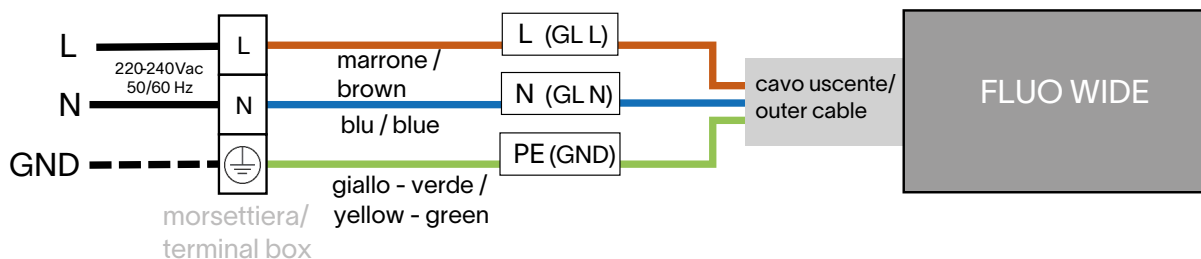 L
L
L (GL L)
220-240Vac
50/60 Hz
marrone /
brown
cavo uscente/
outer cable
FLUO WIDE
N
N
N (GL N)
blu / blue
GND
PE (GND)
giallo - verde /
yellow - green
morsettiera/
terminal box